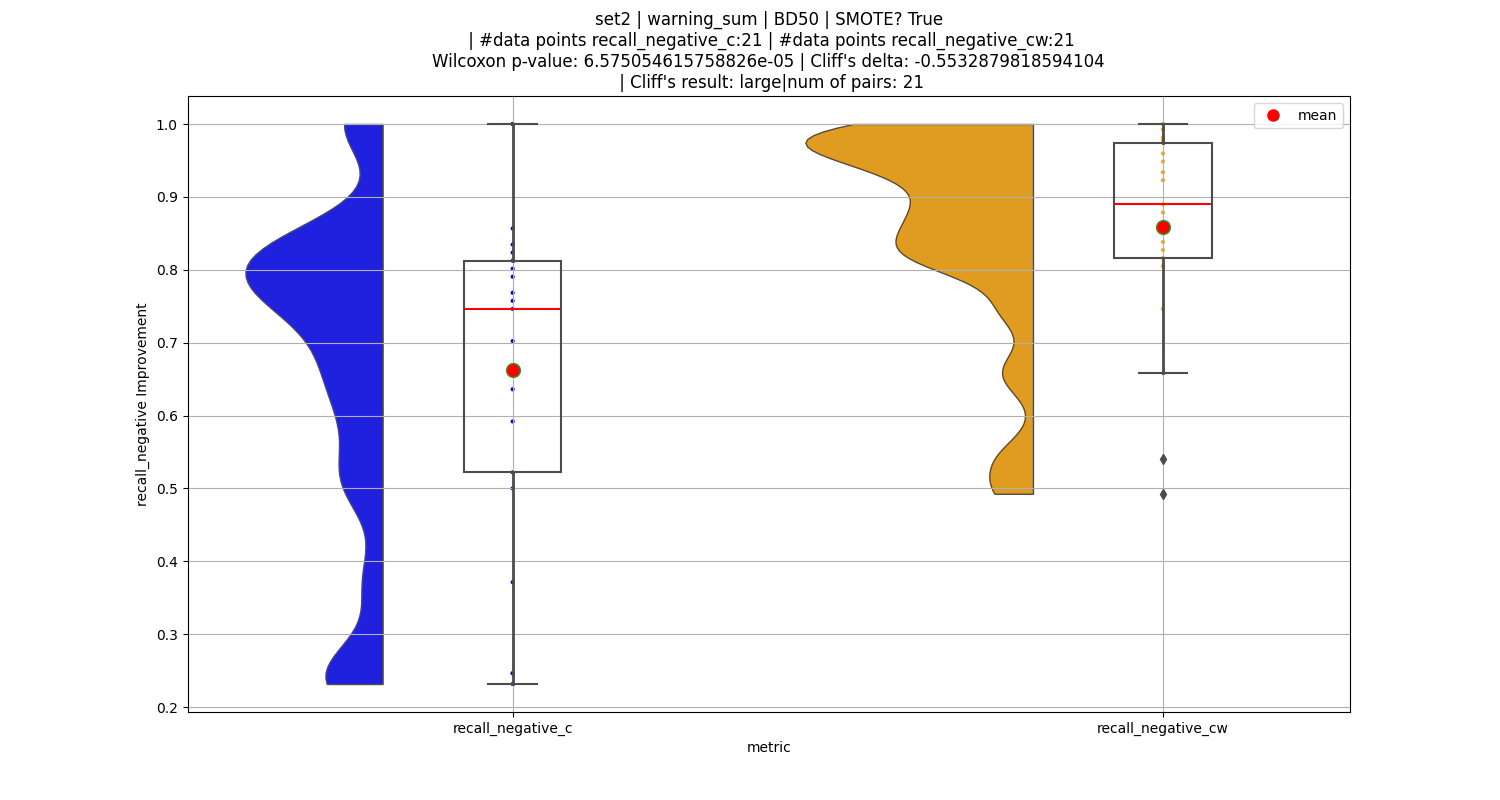 set2 | warning_sum | BD50 | SMOTE? True
| #data points recall_negative_c:21 | #data points recall_negative_cw:21
Wilcoxon p-value: 6.575054615758826e-05 | Cliff's delta: -0.5532879818594104
| Cliff's result: large|num of pairs: 21
mean
1.0
0.9
0.8
0.7
0.6
0.5
0.4
0.3
0.2
recall_negative Improvement
recall_negative_c
recall_negative_cw
metric